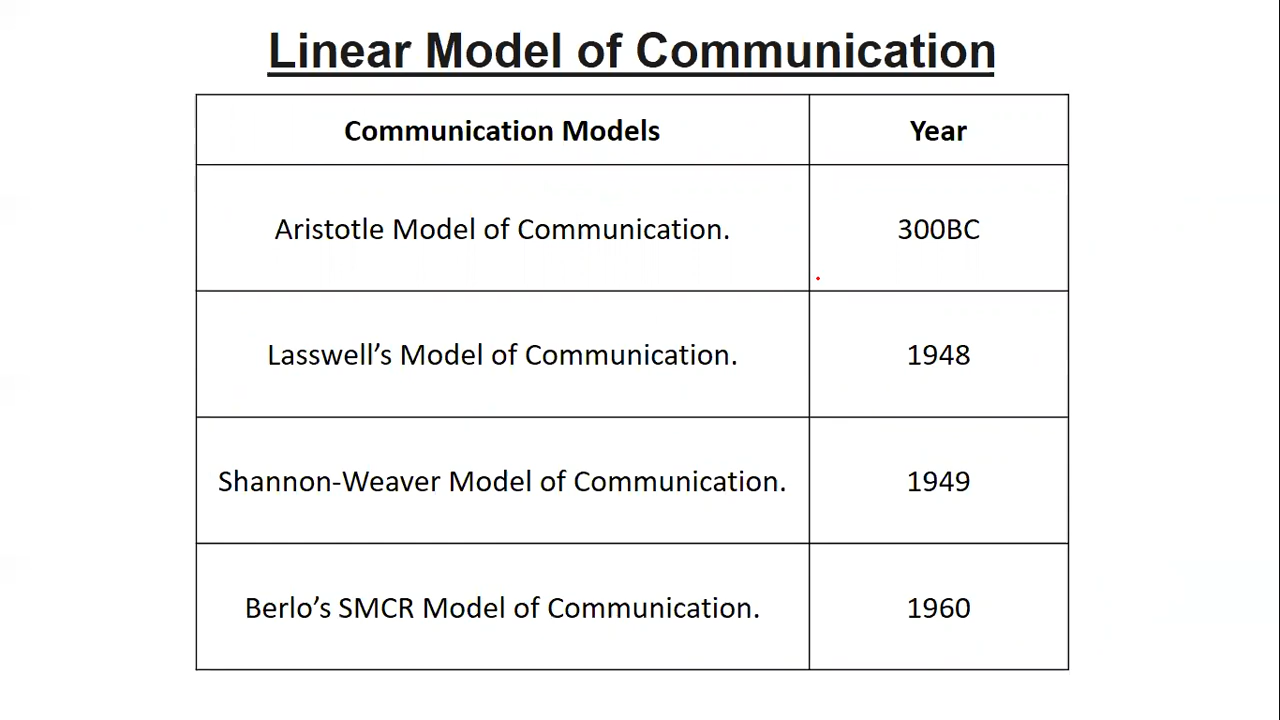 Linear Model of Communication
Communication Models Year
Aristotle Model of Communication. 300BC
Lasswell’s Model of Communication. 1948
Shannon-Weaver Model of Communication. 1949
Berlo’s SMCR Model of Communication. 1960